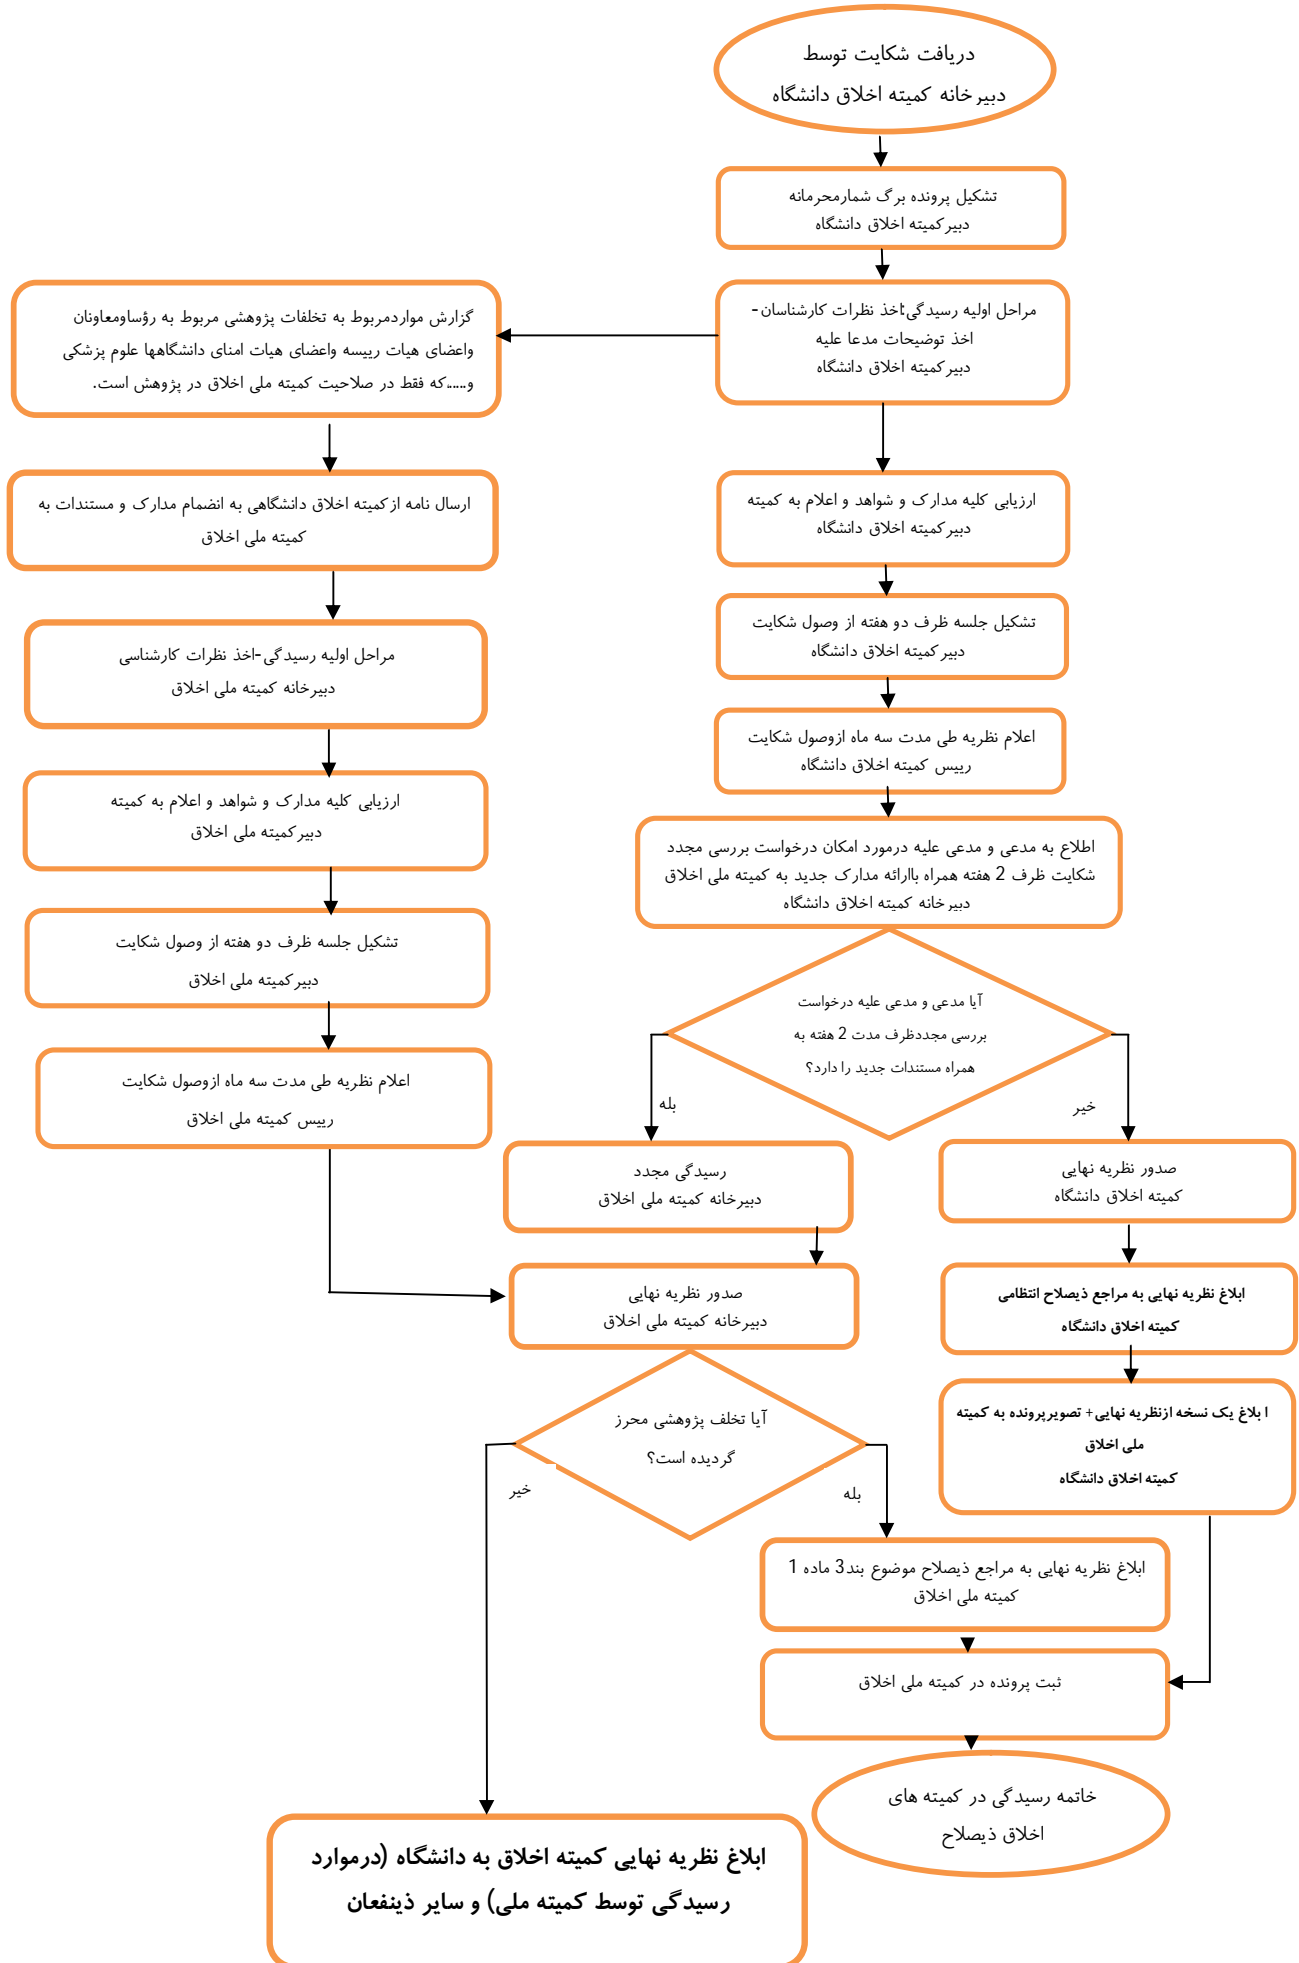 دریافت شکایت توسط
دبیرخانه کمیته اخلاق دانشگاه
تشکیل پرونده برگ شمارمحرمانه
دبیرکمیته اخلاق دانشگاه
مراحل اولیه رسیدگی:اخذ نظرات کارشناسان-
اخذ توضیحات مدعا علیه
دبیرکمیته اخلاق دانشگاه
گزارش مواردمربوط به تخلفات پژوهشی مربوط به رؤساومعاونان
واعضای هیات رییسه واعضای هیات امنای دانشگاهها علوم پزشکی
و.....که فقط در صلاحیت کمیته ملی اخلاق در پژوهش است.
ارسال نامه ازکمیته اخلاق دانشگاهی به انضمام مدارک و مستندات به
کمیته ملی اخلاق
مراحل اولیه رسیدگی-اخذ نظرات کارشناسی
دبیرخانه کمیته ملی اخلاق
ارزیابی کلیه مدارک و شواهد و اعلام به کمیته
دبیرکمیته ملی اخلاق
تشکیل جلسه ظرف دو هفته از وصول شکایت
دبیرکمیته ملی اخلاق
اعلام نظریه طی مدت سه ماه ازوصول شکایت
رییس کمیته ملی اخلاق
ارزیابی کلیه مدارک و شواهد و اعلام به کمیته
دبیرکمیته اخلاق دانشگاه
تشکیل جلسه ظرف دو هفته از وصول شکایت
دبیرکمیته اخلاق دانشگاه
اعلام نظریه طی مدت سه ماه ازوصول شکایت
رییس کمیته اخلاق دانشگاه
اطلاع به مدعی و مدعی علیه درمورد امکان درخواست بررسی مجدد
شکایت ظرف 2 هفته همراه باارائه مدارک جدید به کمیته ملی اخلاق
دبیرخانه کمیته اخلاق دانشگاه
آیا مدعی و مدعی علیه درخواست
بررسی مجددظرف مدت 2 هفته به
همراه مستندات جدید را دارد؟
خیر
بله
صدور نظریه نهایی
کمیته اخلاق دانشگاه
رسیدگی مجدد
دبیرخانه کمیته ملی اخلاق
ابلاغ نظریه نهایی به مراجع ذیصلاح انتظامی
کمیته اخلاق دانشگاه
صدور نظریه نهایی
دبیرخانه کمیته ملی اخلاق
ا بلاغ یک نسخه ازنظریه نهایی+ تصویرپرونده به کمیته
ملی اخلاق
کمیته اخلاق دانشگاه
آیا تخلف پژوهشی محرز
گردیده است؟
بله
خیر
ابلاغ نظریه نهایی به مراجع ذیصلاح موضوع بند3 ماده 1
کمیته ملی اخلاق
ثبت پرونده در کمیته ملی اخلاق
خاتمه رسیدگی در کمیته های
اخلاق ذیصلاح
ابلاغ نظریه نهایی کمیته اخلاق به دانشگاه (درموارد
رسیدگی توسط کمیته ملی) و سایر ذینفعان